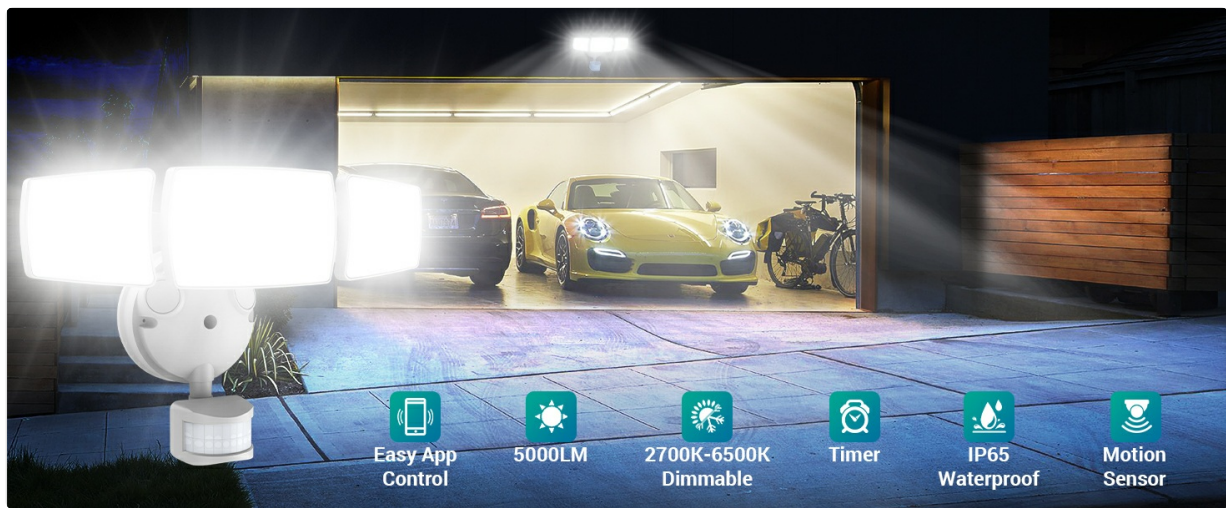 Easy App
Control
5000LM
2700K-6500K
Dimmable
Timer
IP65
Waterproof
Motion
Sensor